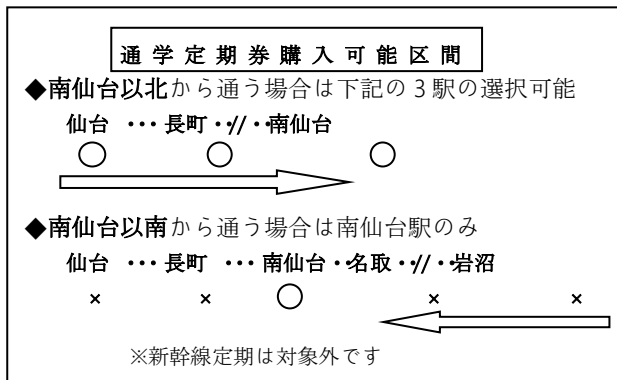 通学定期券購入可能区間
◆南仙台以北から通う場合は下記の3駅の選択可能
仙台 ・・・ 長町 ・・//・・南仙台
○ ○ ○
◆南仙台以南から通う場合は南仙台駅のみ
仙台 ・・・ 長町 ・・・ 南仙台・・名取・・//・・岩沼
× × ○ × ×
※新幹線定期は対象外です